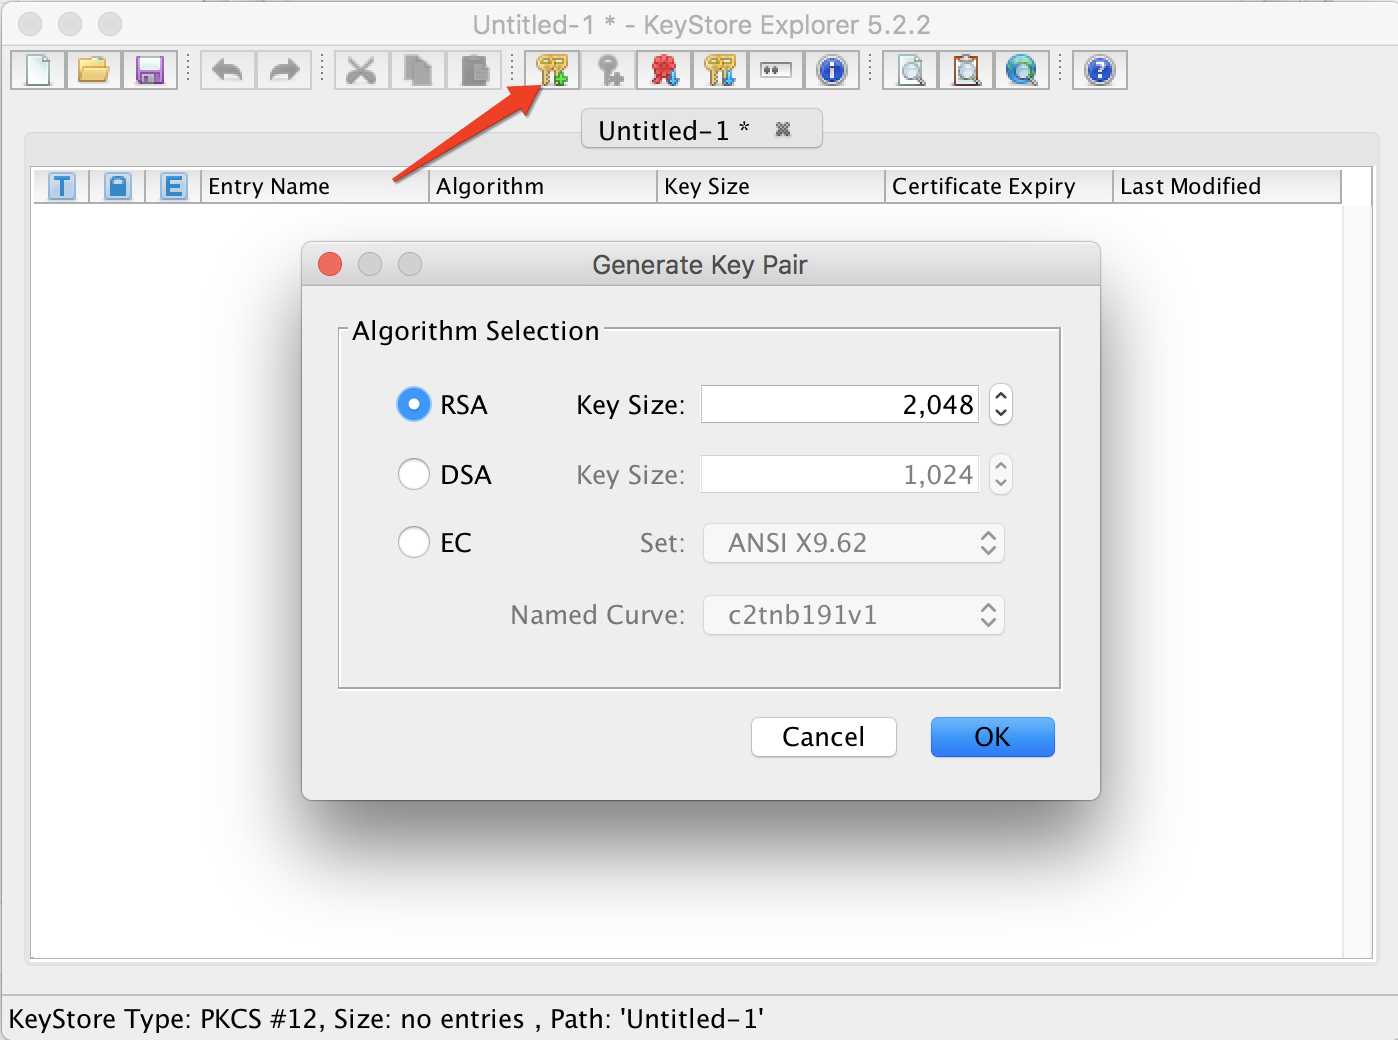 Untitled-1 * - KeyStore Explorer 5.2.2
Untitled-1 *
T E Entry Name Algorithm Key Size Certificate Expiry Last Modified
Generate Key Pair
Algorithm Selection
RSA Key Size: 2,048
DSA Key Size: 1,024
EC Set: ANSI X9.62
Named Curve: c2tnb191v1
Cancel OK
KeyStore Type: PKCS #12, Size: no entries , Path: 'Untitled-1'